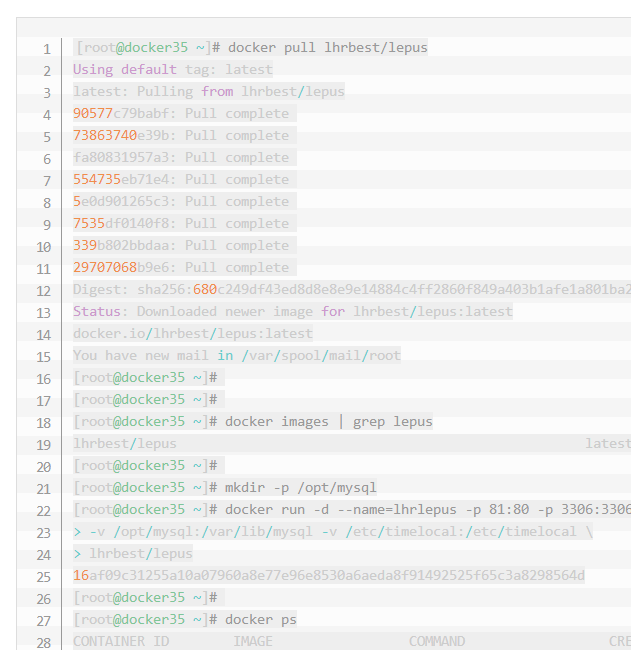 1 [root@docker35 ~]# docker pull lhrbest/lepus
2 Using default tag: latest
3 latest: Pulling from lhrbest/lepus
4 90577c79babf: Pull complete
5 73863740e39b: Pull complete
6 fa80831957a3: Pull complete
7 554735eb71e4: Pull complete
8 5e0d901265c3: Pull complete
9 7535df0140f8: Pull complete
10 339b802bbdaa: Pull complete
11 29707068b9e6: Pull complete
12 Digest: sha256:680c249df43ed8d8e8e9e14884c4ff2860f849a403b1afe1a801ba2
13 Status: Downloaded newer image for lhrbest/lepus:latest
14 docker.io/lhrbest/lepus:latest
15 You have new mail in /var/spool/mail/root
16 [root@docker35 ~]#
17 [root@docker35 ~]#
18 [root@docker35 ~]# docker images | grep lepus
19 lhrbest/lepus latest
20 [root@docker35 ~]#
21 [root@docker35 ~]# mkdir -p /opt/mysql
22 [root@docker35 ~]# docker run -d --name=lhrlepus -p 81:80 -p 3306:3306
23 > -v /opt/mysql:/var/lib/mysql -v /etc/timelocal:/etc/timelocal \
24 > lhrbest/lepus
25 16af09c31255a10a07960a8e77e96e8530a6aeda8f91492525f65c3a8298564d
26 [root@docker35 ~]#
27 [root@docker35 ~]# docker ps
28 CONTAINER ID IMAGE COMMAND CRE